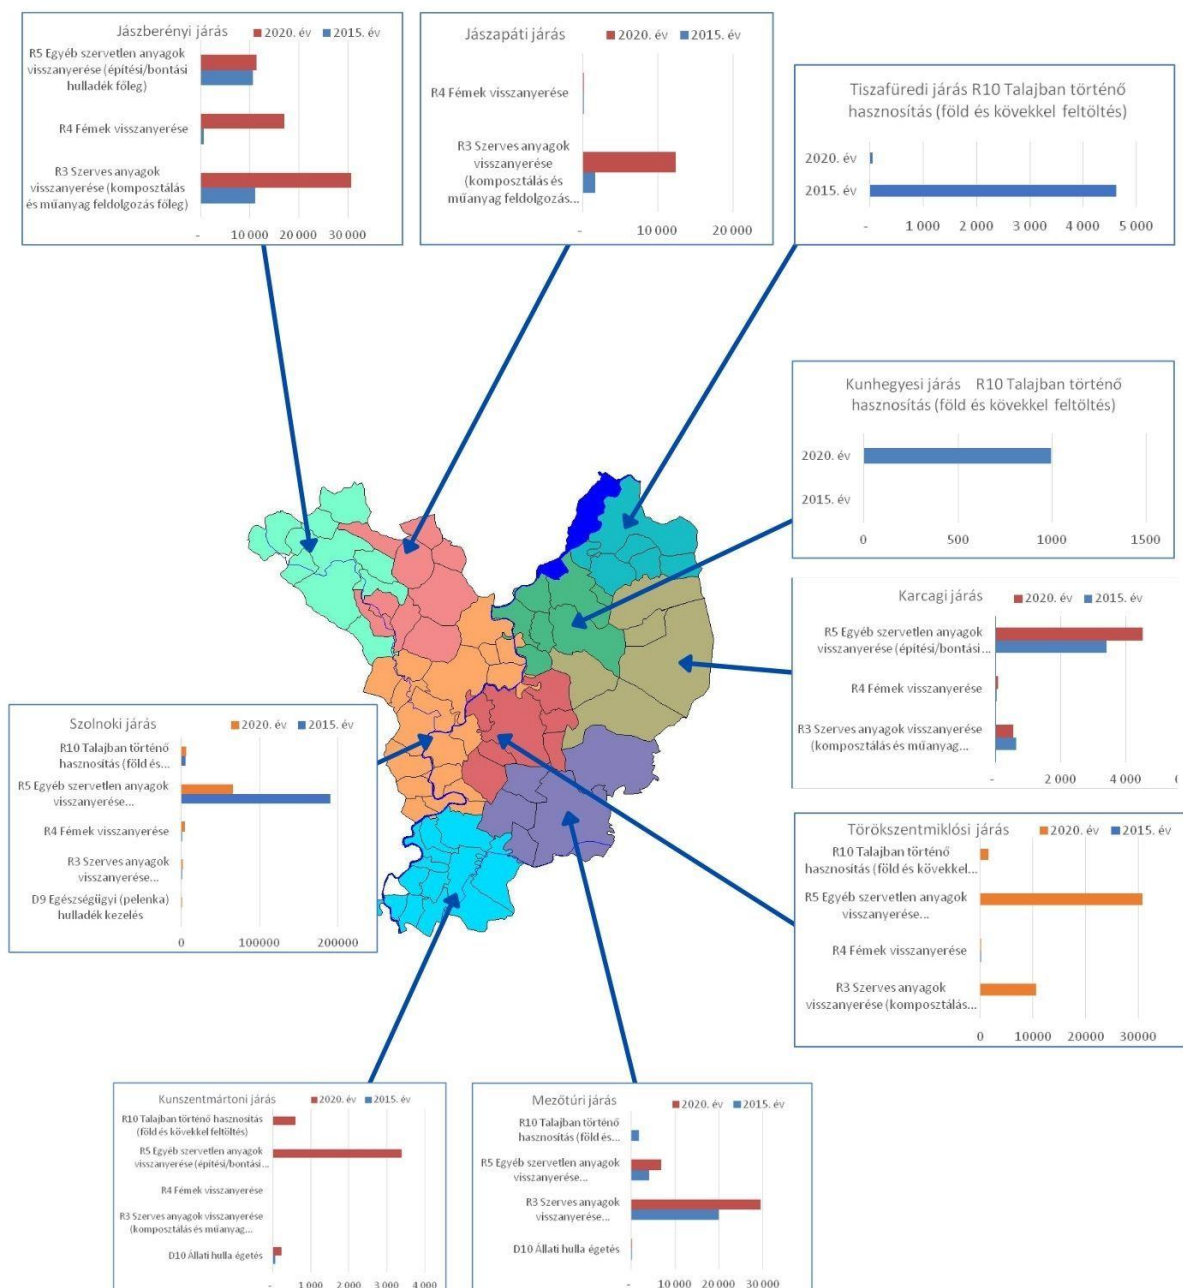 Jászberényi járás
2020. év 2015. év
R5 Egyéb szervetlen anyagok
visszanyerése (építési/bontási
hulladék főleg)
R4 Fémek visszanyerése
R3 Szerves anyagok
visszanyerése (komposztálás
és műanyag feldolgozás főleg)
- 10 000 20 000 30 000
Jászapáti járás
2020. év 2015. év
R4 Fémek visszanyerése
R3 Szerves anyagok
visszanyerése
(komposztálás és
műanyag feldolgozás...
- 10 000 20 000
Tiszafüredi járás R10 Talajban történő
hasznosítás (föld és kövekkel feltöltés)
2020. év
2015. év
- 1 000 2 000 3 000 4 000 5 000
Kunhegyesi járás R10 Talajban történő
hasznosítás (föld és kövekkel feltöltés)
2020. év
2015. év
0 500 1000 1500
Karcagi járás
2020. év 2015. év
R5 Egyéb szervetlen anyagok
visszanyerése (építési/bontási...
R4 Fémek visszanyerése
R3 Szerves anyagok visszanyerése
(komposztálás és műanyag...
- 2 000 4 000
Szolnoki járás
2020. év 2015. év
R10 Talajban történő
hasznosítás (föld és...
R5 Egyéb szervetlen anyagok
visszanyerése...
R4 Fémek visszanyerése
R3 Szerves anyagok
visszanyerése...
D9 Egészségügyi (pelenka)
hulladék kezelés
0 100000 200000
Törökszentmiklósi járás
2020. év 2015. év
R10 Talajban történő
hasznosítás (föld és kövekkel...
R5 Egyéb szervetlen anyagok
visszanyerése...
R4 Fémek visszanyerése
R3 Szerves anyagok
visszanyerése (komposztálás...
0 10000 20000 30000
Kunszentmártoni járás
2020. év 2015. év
R10 Talajban történő hasznosítás
(föld és kövekkel feltöltés)
R5 Egyéb szervetlen anyagok
visszanyerése (építési/bontási...
R4 Fémek visszanyerése
R3 Szerves anyagok visszanyerése
(komposztálás és műanyag...
D10 Állati hulla égetés
- 1 000 2 000 3 000 4 000
Mezőtúri járás
2020. év 2015. év
R10 Talajban történő
hasznosítás (föld és...
R5 Egyéb szervetlen anyagok
visszanyerése...
R3 Szerves anyagok
visszanyerése...
D10 Állati hulla égetés
- 10 000 20 000 30 000